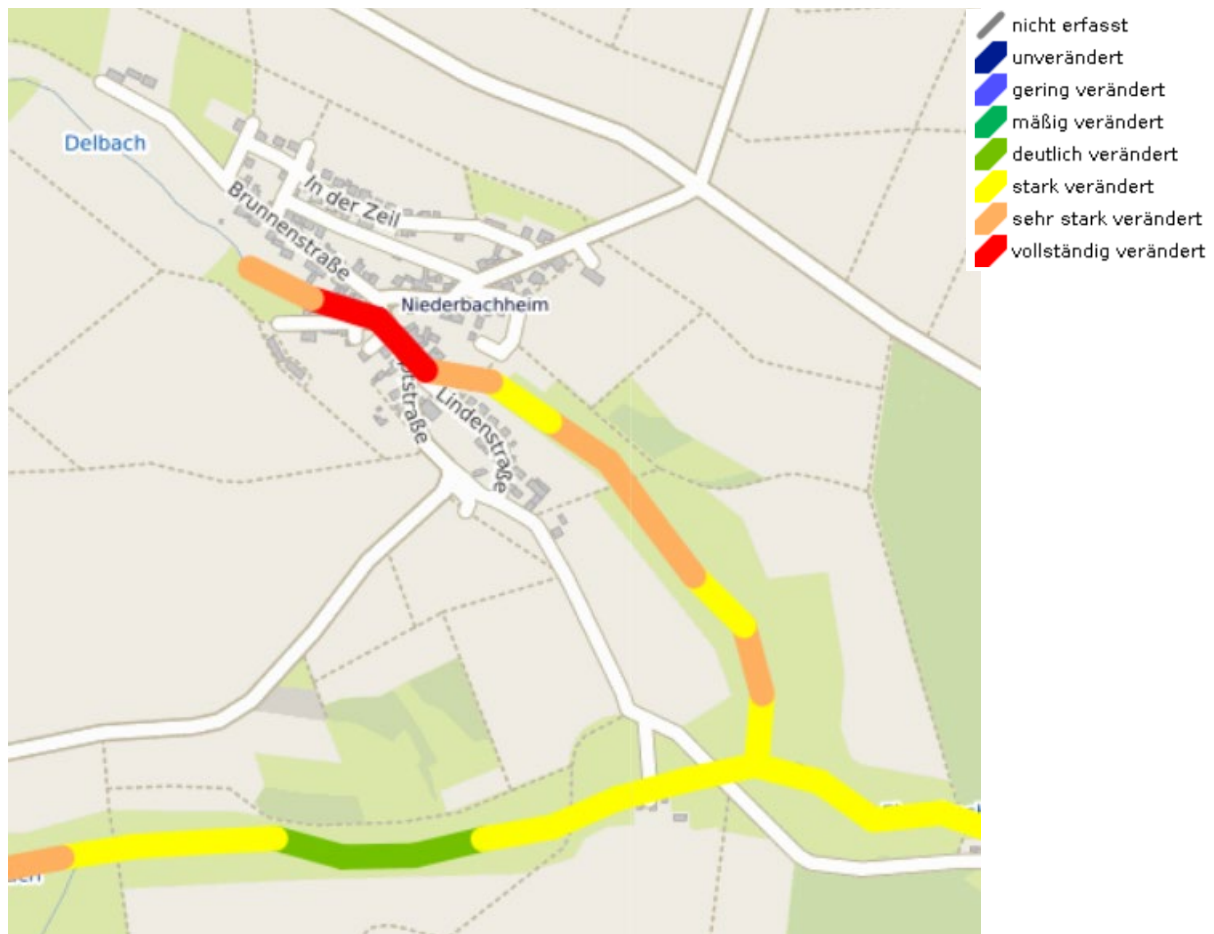 nicht erfasst
unverändert
gering verändert
mäßig verändert
deutlich verändert
stark verändert
sehr stark verändert
vollständig verändert
Delbach
In der Zeil
Brunnenstraße
Niederbachheim
Lindenstraße